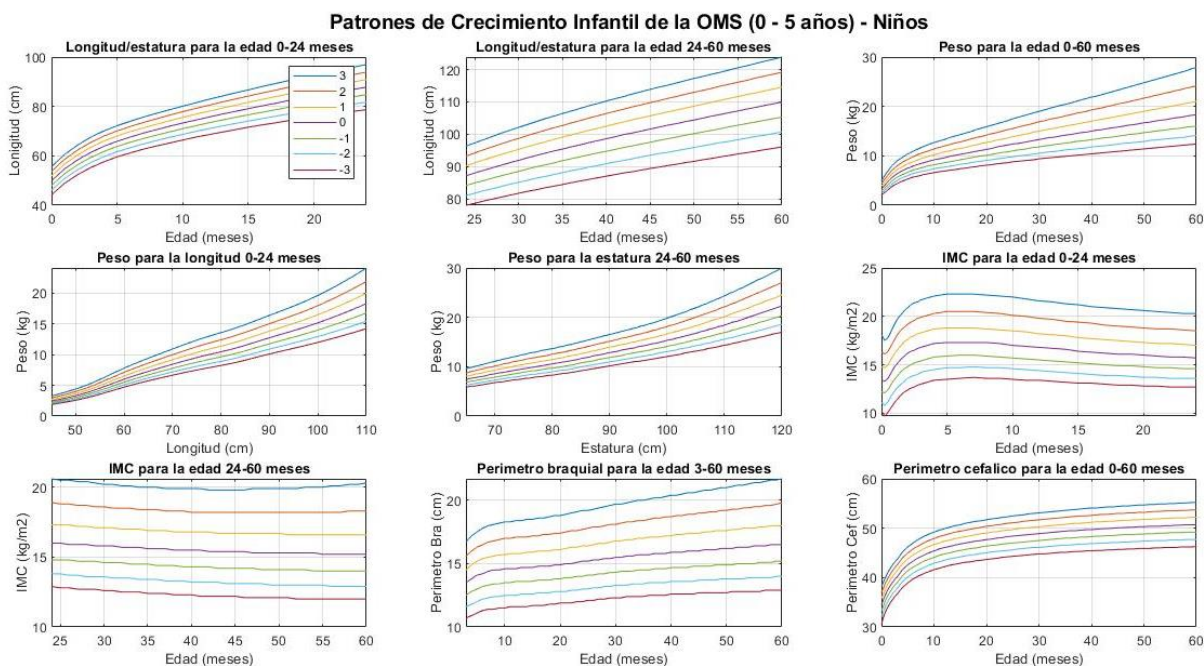 Patrones de Crecimiento Infantil de la OMS (0 - 5 años) - Niños
Longitud/estatura para la edad 0-24 meses
Lonigitud (cm)
100
80
60
40
0 5 10 15 20
Edad (meses)
3
2
1
0
-1
-2
-3
Longitud/estatura para la edad 24-60 meses
Lonigitud (cm)
120
110
100
90
80
25 30 35 40 45 50 55 60
Edad (meses)
Peso para la edad 0-60 meses
Peso (kg)
30
20
10
0
0 10 20 30 40 50 60
Edad (meses)
Peso para la longitud 0-24 meses
Peso (kg)
20
15
10
5
0
50 60 70 80 90 100 110
Longitud (cm)
Peso para la estatura 24-60 meses
Peso (kg)
30
20
10
0
70 80 90 100 110 120
Estatura (cm)
IMC para la edad 0-24 meses
IMC (kg/m2)
25
20
15
10
0 5 10 15 20
Edad (meses)
IMC para la edad 24-60 meses
IMC (kg/m2)
20
15
10
25 30 35 40 45 50 55 60
Edad (meses)
Perimetro braquial para la edad 3-60 meses
Perimetro Bra (cm)
20
15
10
10 20 30 40 50 60
Edad (meses)
Perimetro cefalico para la edad 0-60 meses
Perimetro Cef (cm)
60
50
40
30
0 10 20 30 40 50 60
Edad (meses)